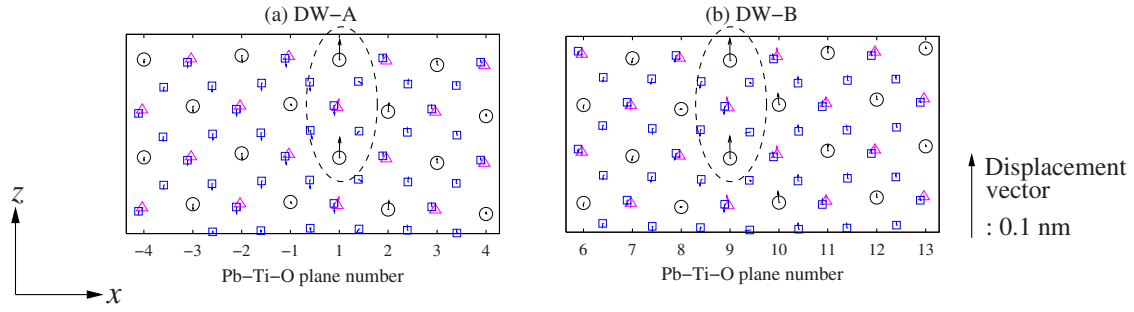 (a) DW−A
z
x
−4 −3 −2 −1 1 2 3 4
Pb−Ti−O plane number
(b) DW−B
6 7 8 9 10 11 12 13
Pb−Ti−O plane number
Displacement
vector
: 0.1 nm